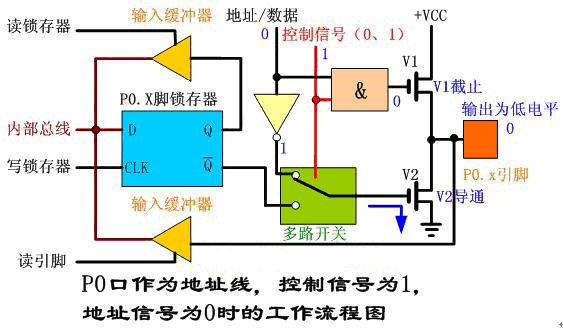 读锁存器
输入缓冲器
地址/数据
0
控制信号（0、1）
1
+VCC
V1
V1截止
&
0
输出为低电平
0
P0.X脚锁存器
内部总线
D
Q
1
P0.x引脚
写锁存器
CLK
Q̅
V2
V2导通
输入缓冲器
多路开关
读引脚
P0口作为地址线，控制信号为1，
地址信号为0时的工作流程图